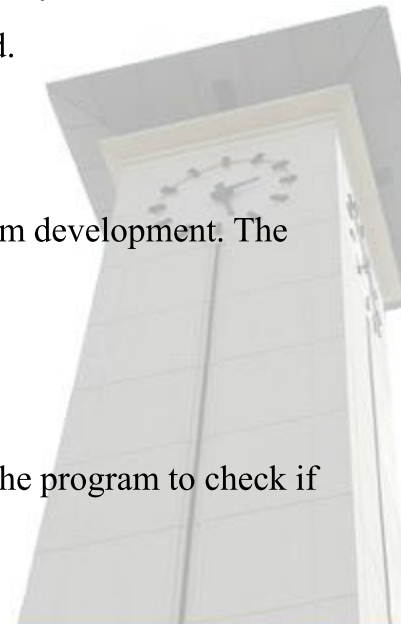 d.
m development. The
he program to check if